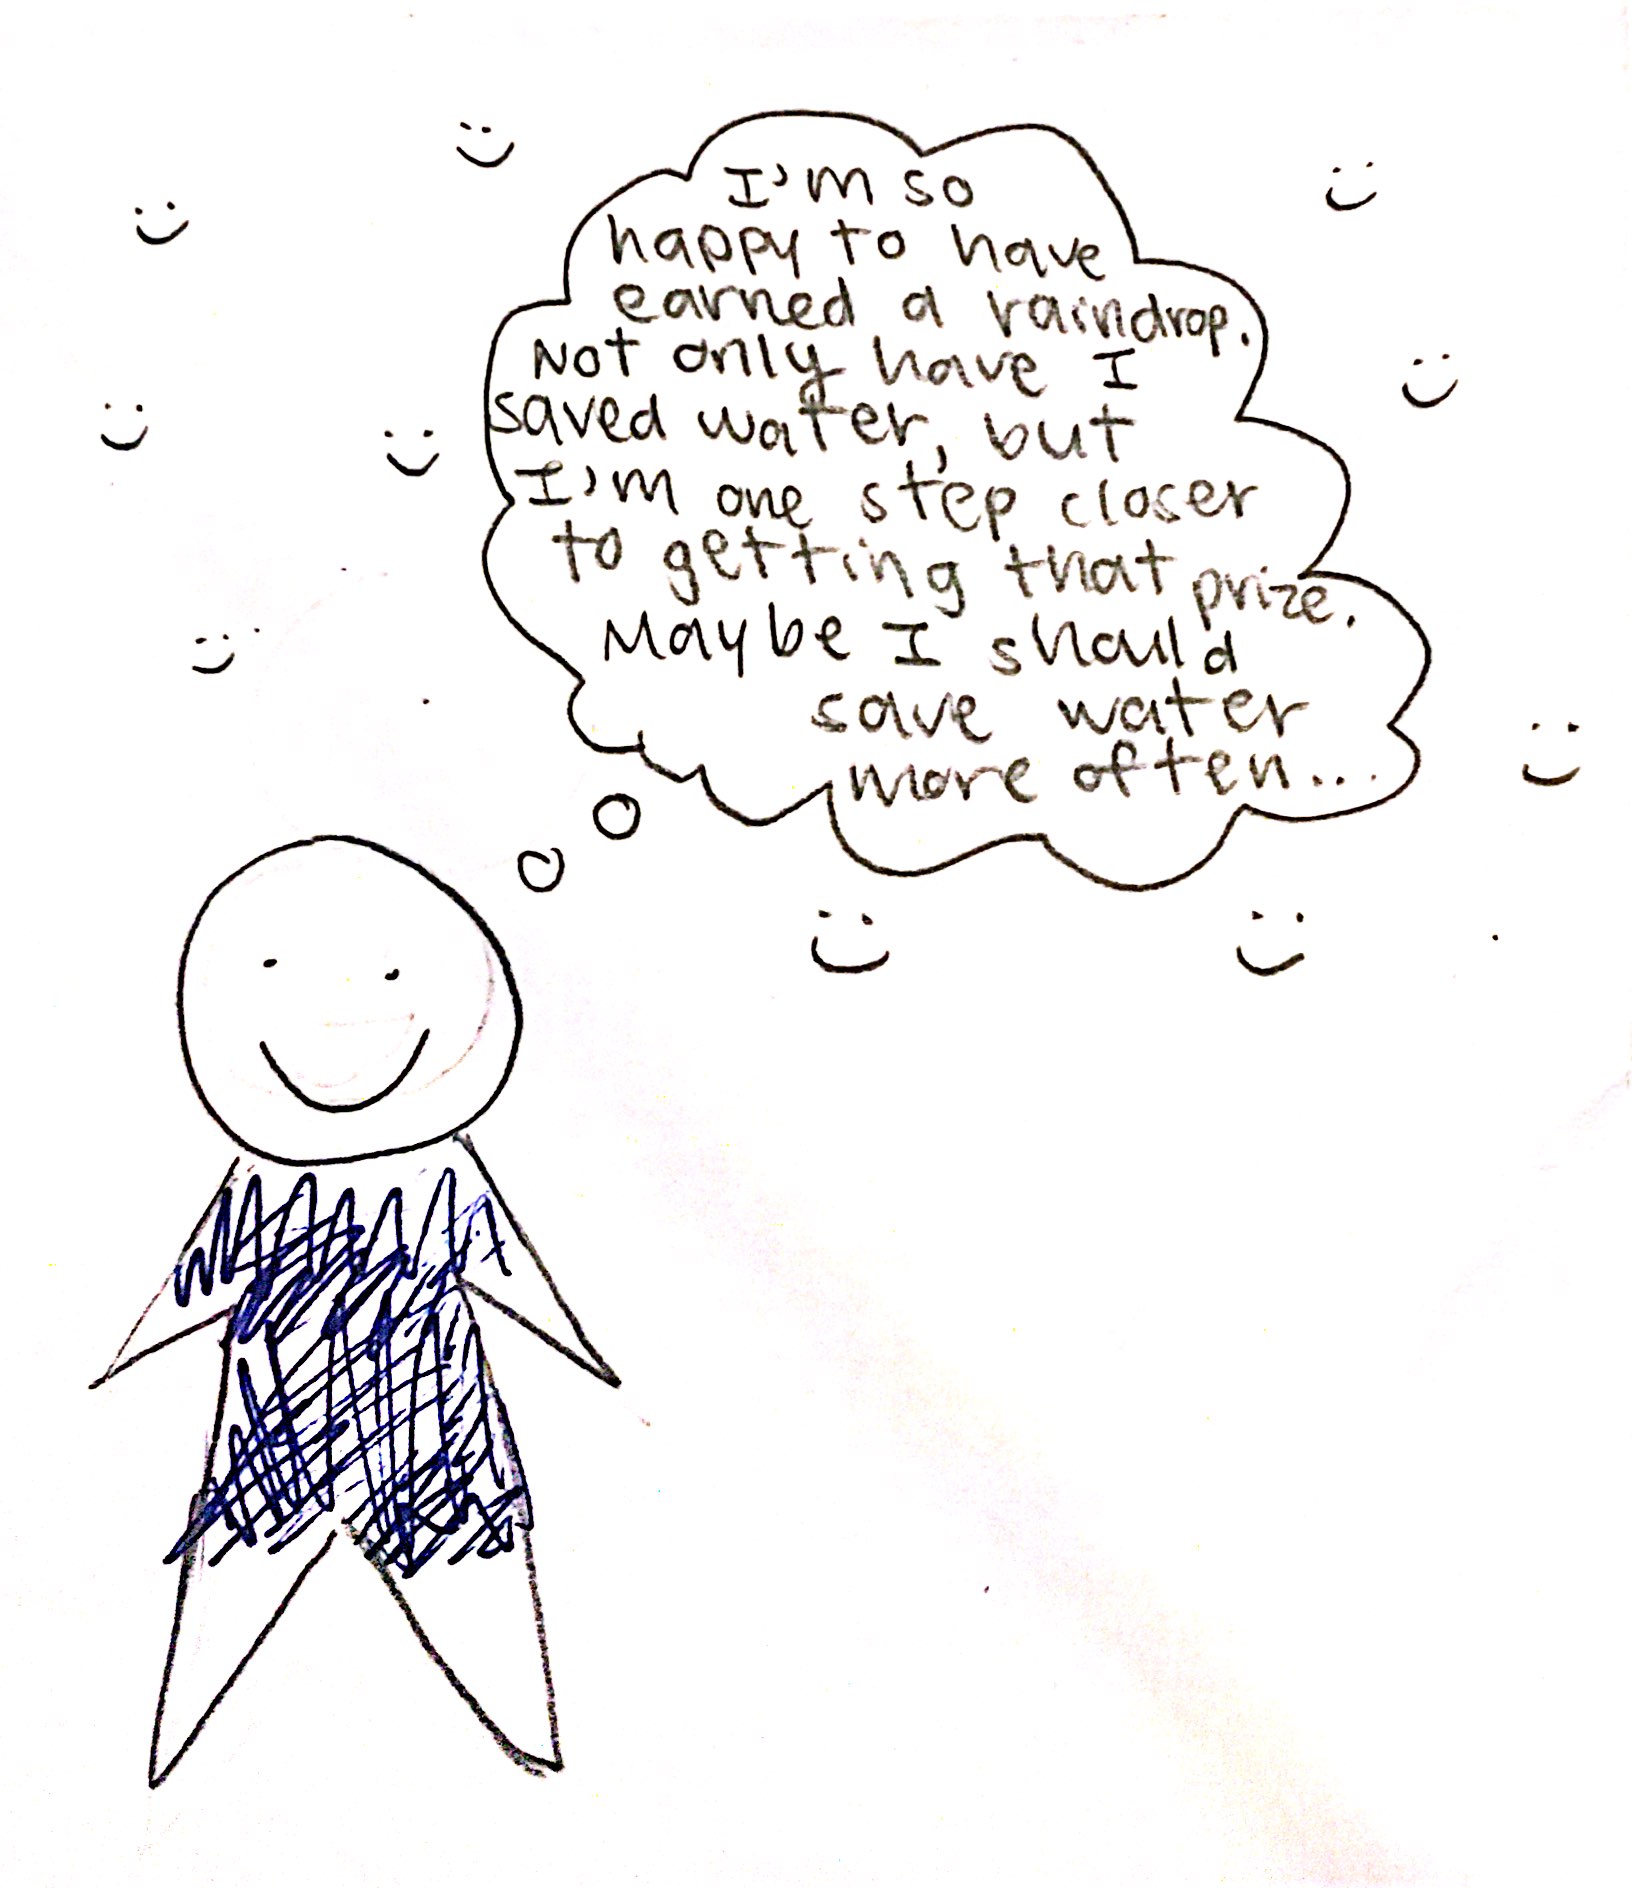 I'm so
happy to have
earned a raindrop.
Not only have I
saved water, but
I'm one step closer
to getting that prize.
Maybe I should
save water
more often...